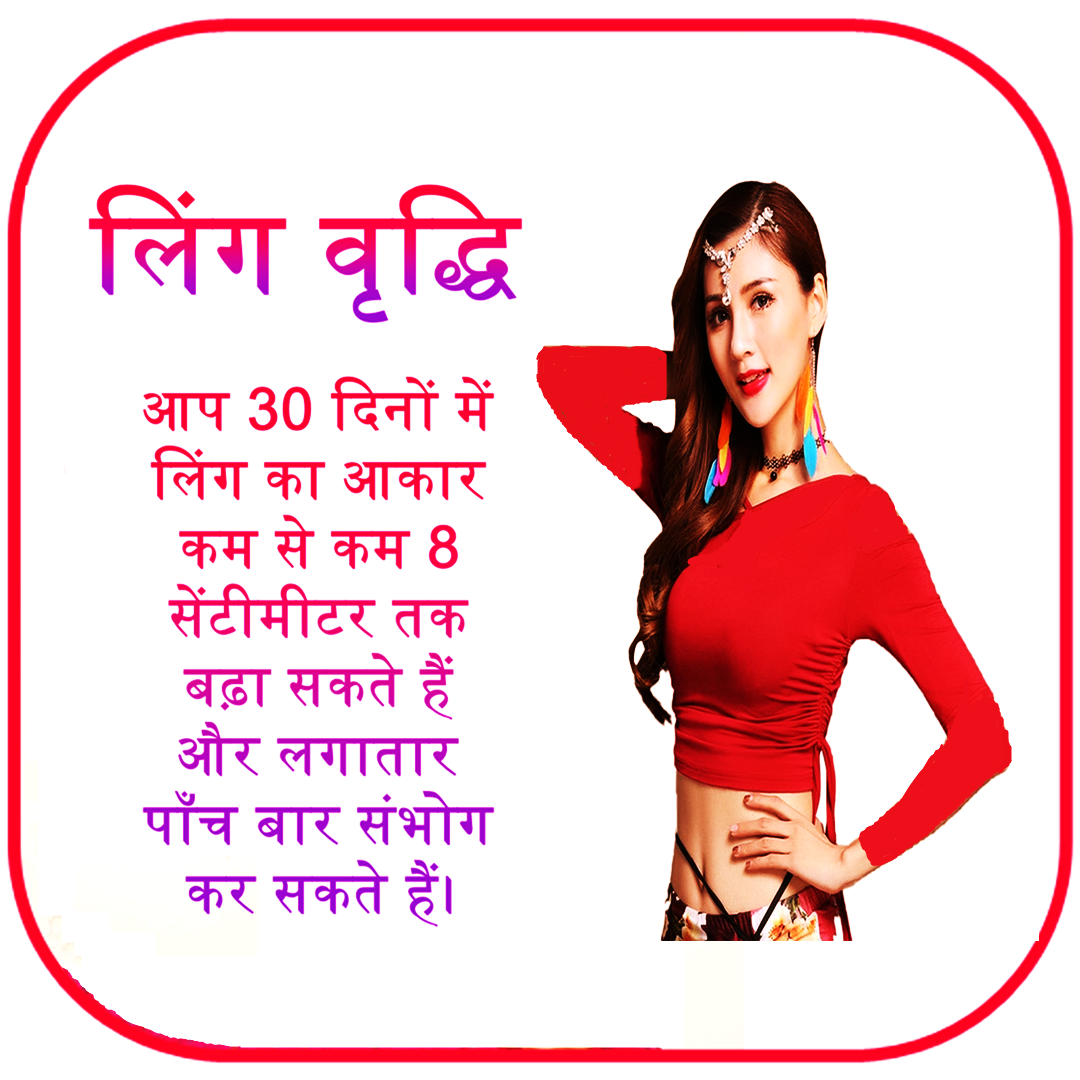 लिंग वृद्धि
आप 30 दिनों में
लिंग का आकार
कम से कम 8
सेंटीमीटर तक
बढ़ा सकते हैं
और लगातार
पाँच बार संभोग
कर सकते हैं।